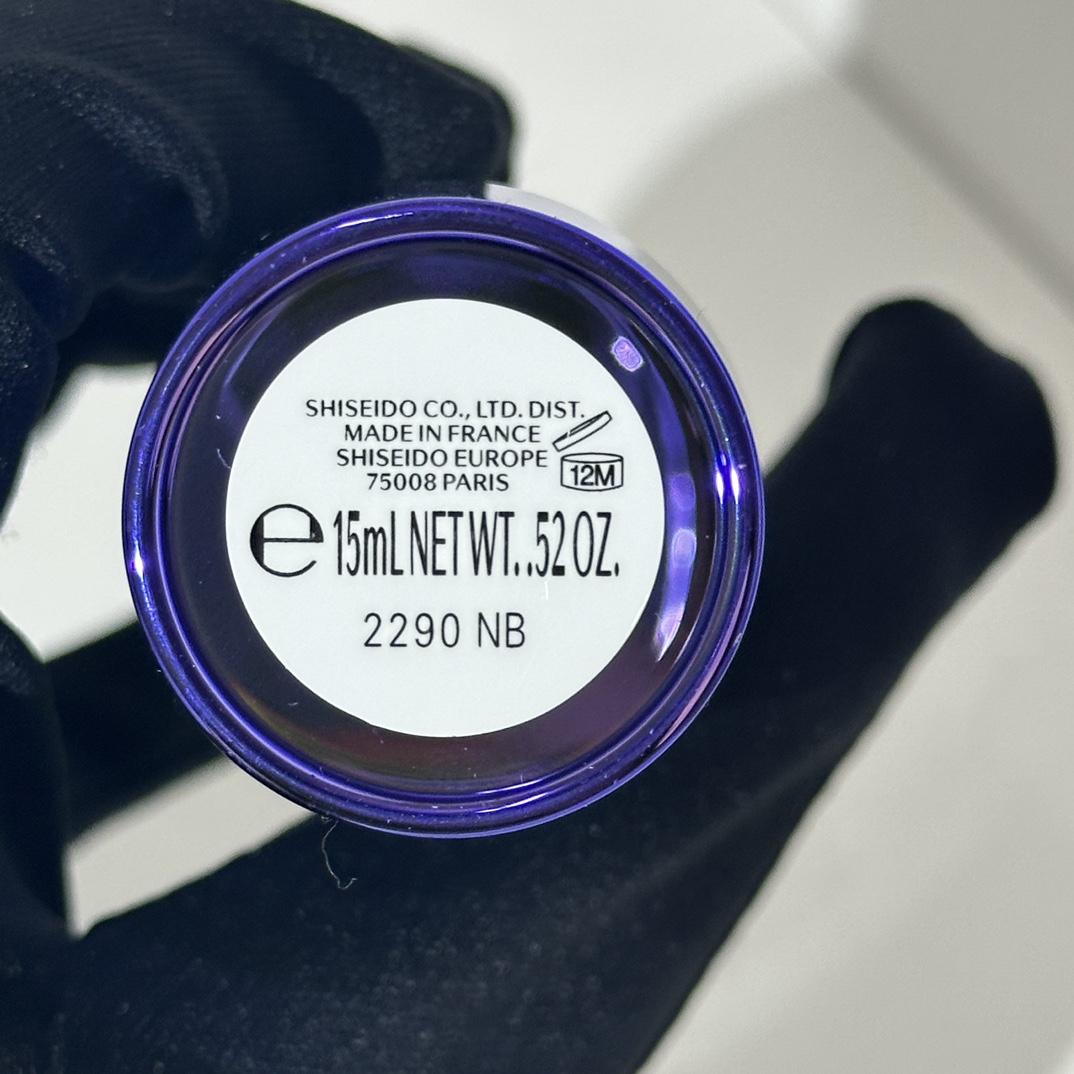 SHISEIDO CO., LTD. DIST.
MADE IN FRANCE
SHISEIDO EUROPE
75008 PARIS
12M
℮ 15mL NET WT. .52 OZ.
2290 NB